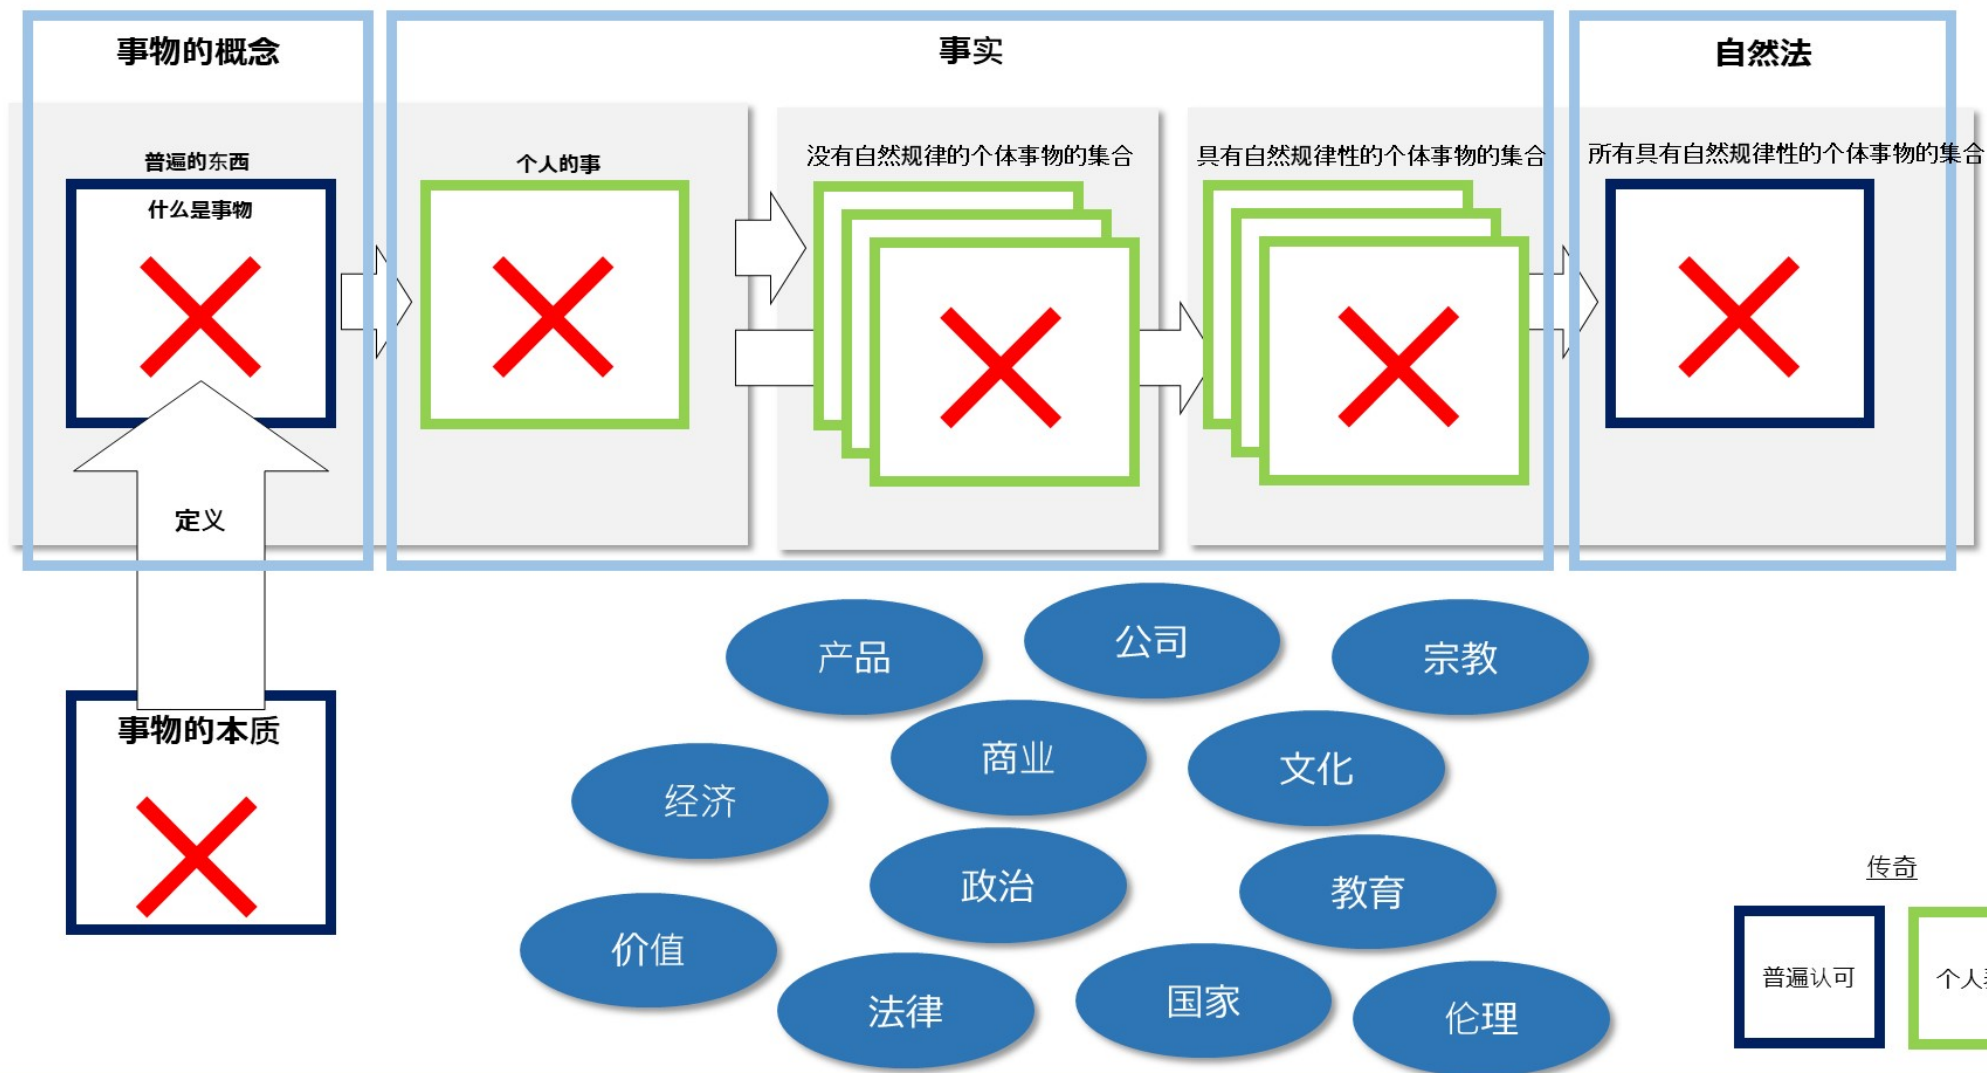 事物的概念
事实
自然法
普遍的东西
什么是事物
个人的事
没有自然规律的个体事物的集合
具有自然规律性的个体事物的集合
所有具有自然规律性的个体事物的集合
定义
事物的本质
产品
公司
宗教
商业
文化
经济
政治
教育
价值
法律
国家
伦理
传奇
普遍认可
个人